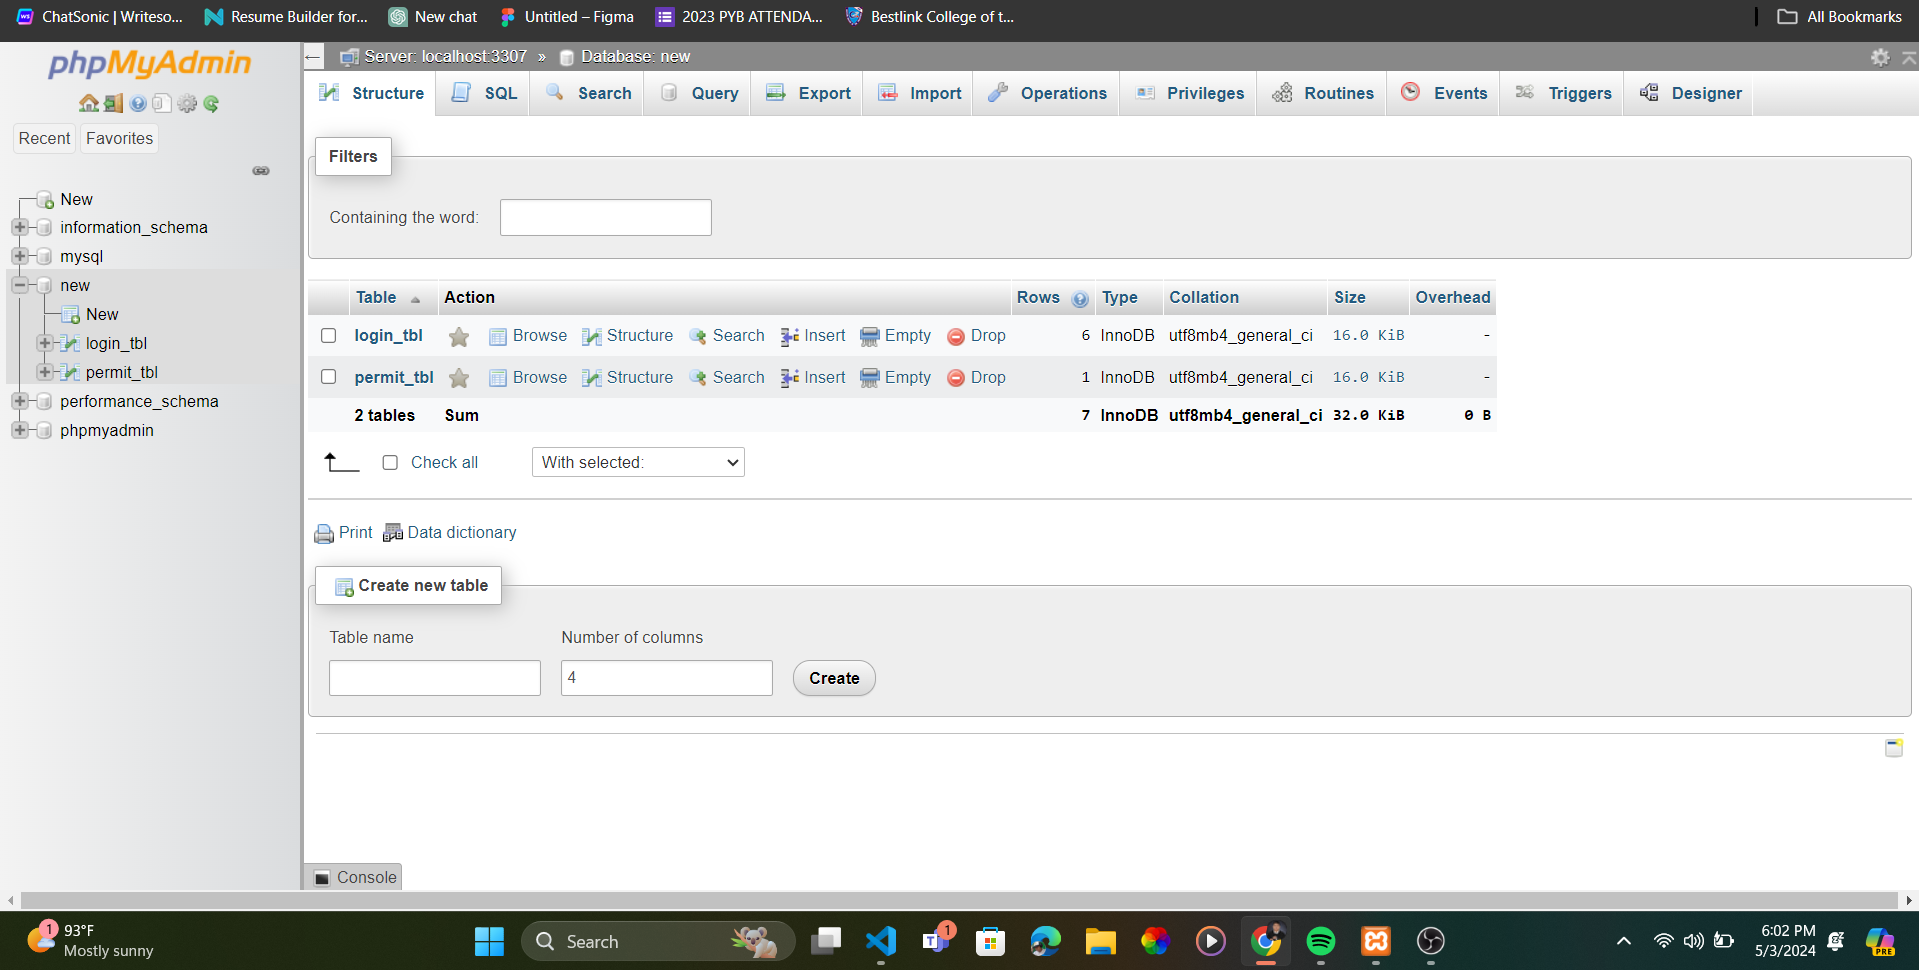 ChatSonic | Writeso... Resume Builder for... New chat Untitled – Figma 2023 PYB ATTENDA... Bestlink College of t... All Bookmarks
phpMyAdmin
Server: localhost:3307 » Database: new
Structure SQL Search Query Export Import Operations Privileges Routines Events Triggers Designer
Recent Favorites
New
information_schema
mysql
new
New
login_tbl
permit_tbl
performance_schema
phpmyadmin
Filters
Containing the word:
Table Action Rows Type Collation Size Overhead
login_tbl Browse Structure Search Insert Empty Drop 6 InnoDB utf8mb4_general_ci 16.0 KiB -
permit_tbl Browse Structure Search Insert Empty Drop 1 InnoDB utf8mb4_general_ci 16.0 KiB -
2 tables Sum 7 InnoDB utf8mb4_general_ci 32.0 KiB 0 B
Check all With selected:
Print Data dictionary
Create new table
Table name Number of columns
4 Create
Console
1 93°F
Mostly sunny
Search
1
6:02 PM
5/3/2024
PRE